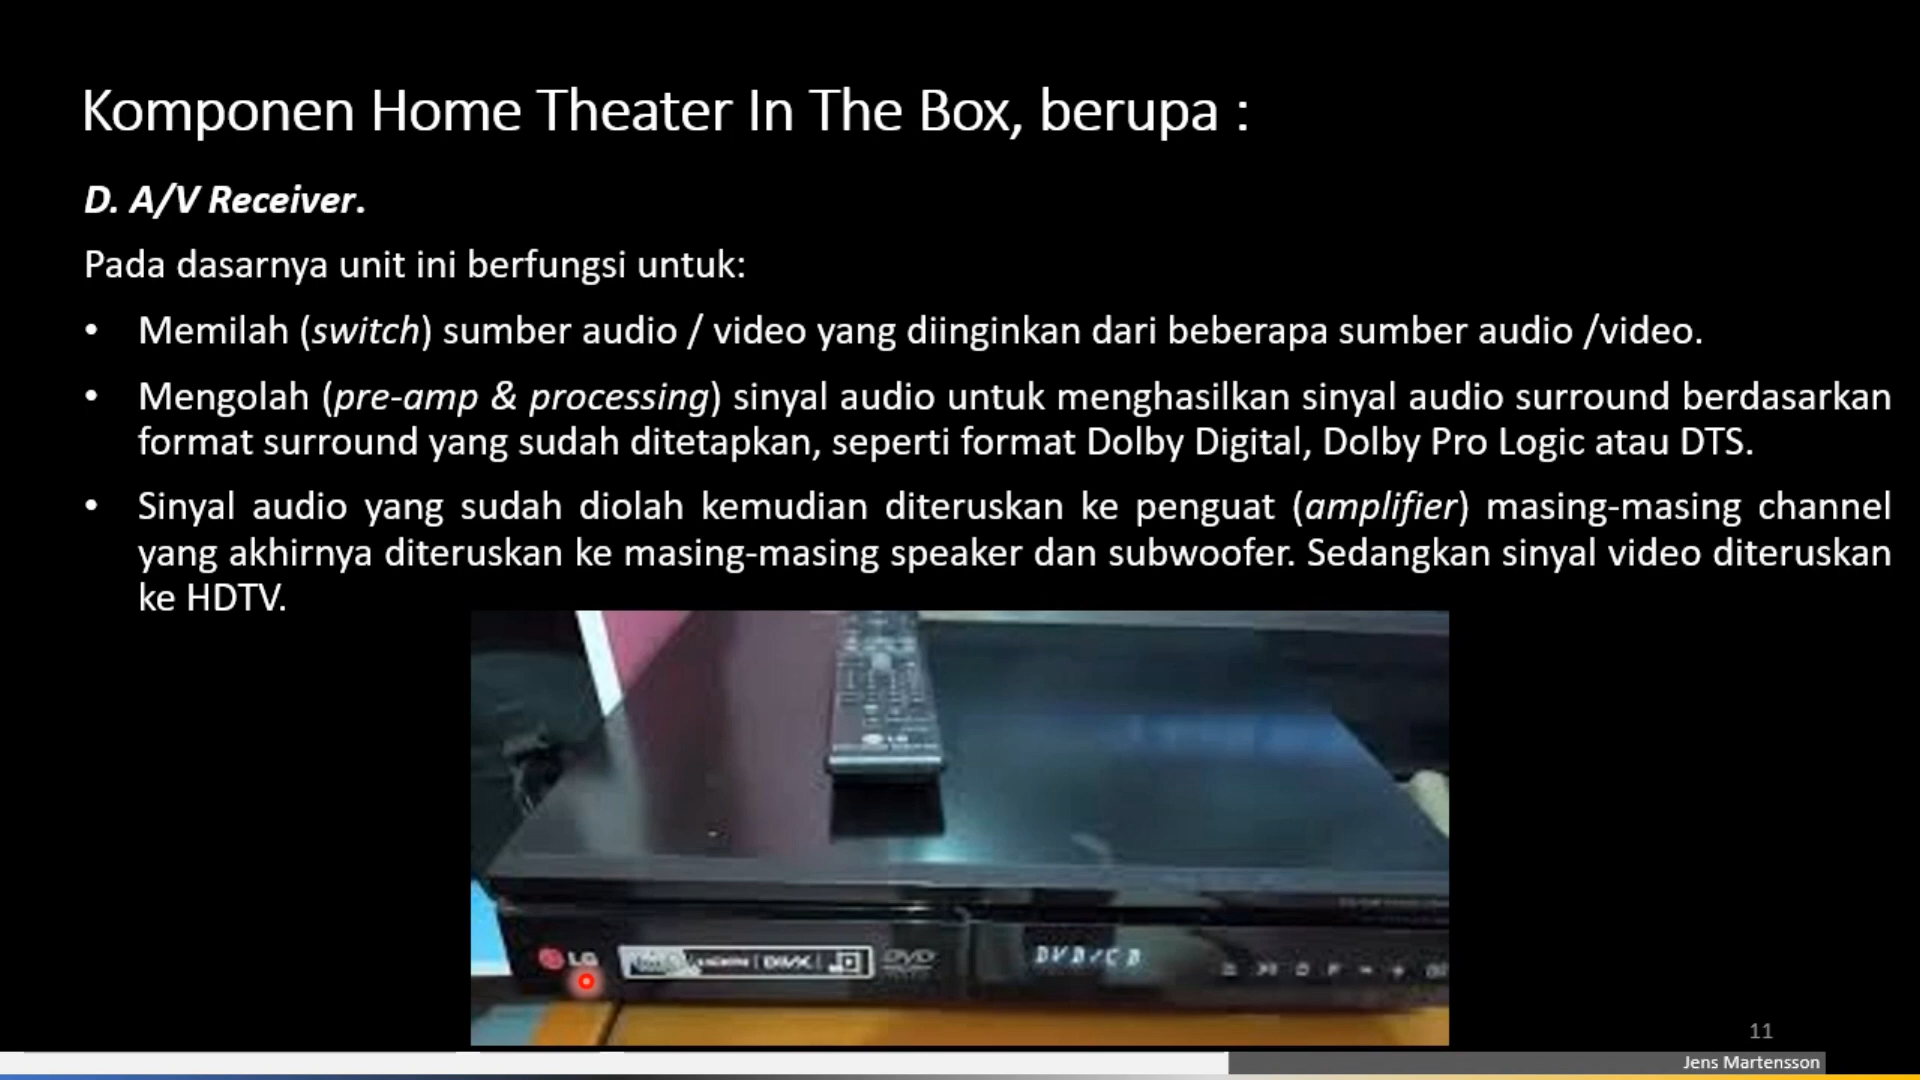 Komponen Home Theater In The Box, berupa :
D. A/V Receiver.
Pada dasarnya unit ini berfungsi untuk:
• Memilah (switch) sumber audio / video yang diinginkan dari beberapa sumber audio /video.
• Mengolah (pre-amp & processing) sinyal audio untuk menghasilkan sinyal audio surround berdasarkan
format surround yang sudah ditetapkan, seperti format Dolby Digital, Dolby Pro Logic atau DTS.
• Sinyal audio yang sudah diolah kemudian diteruskan ke penguat (amplifier) masing-masing channel
yang akhirnya diteruskan ke masing-masing speaker dan subwoofer. Sedangkan sinyal video diteruskan
ke HDTV.
LG
LG
DIVX
DVD
DVD/CD
11
Jens Martensson